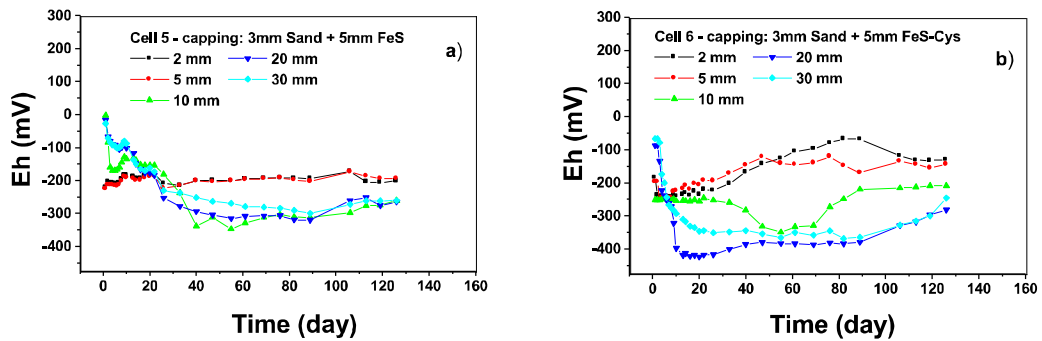 Cell 5 - capping: 3mm Sand + 5mm FeS
a)
2 mm
20 mm
5 mm
30 mm
10 mm
300
200
100
0
-100
-200
-300
-400
Eh (mV)
0
20
40
60
80
100
120
140
160
Time (day)
Cell 6 - capping: 3mm Sand + 5mm FeS-Cys
b)
2 mm
20 mm
5 mm
30 mm
10 mm
300
200
100
0
-100
-200
-300
-400
Eh (mV)
0
20
40
60
80
100
120
140
160
Time (day)